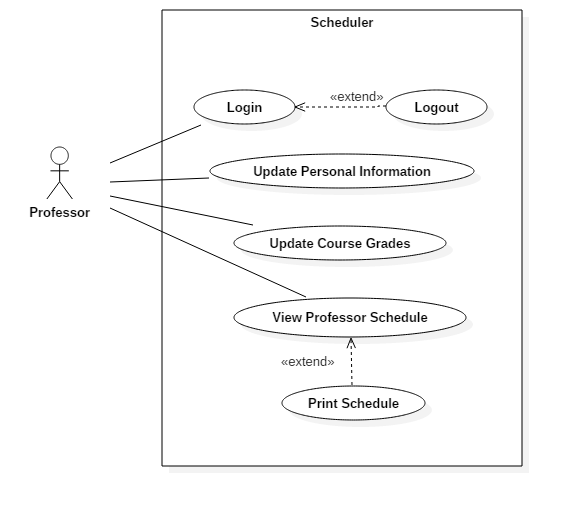 Scheduler
«extend»
Login
Logout
Update Personal Information
Professor
Update Course Grades
View Professor Schedule
«extend»
Print Schedule